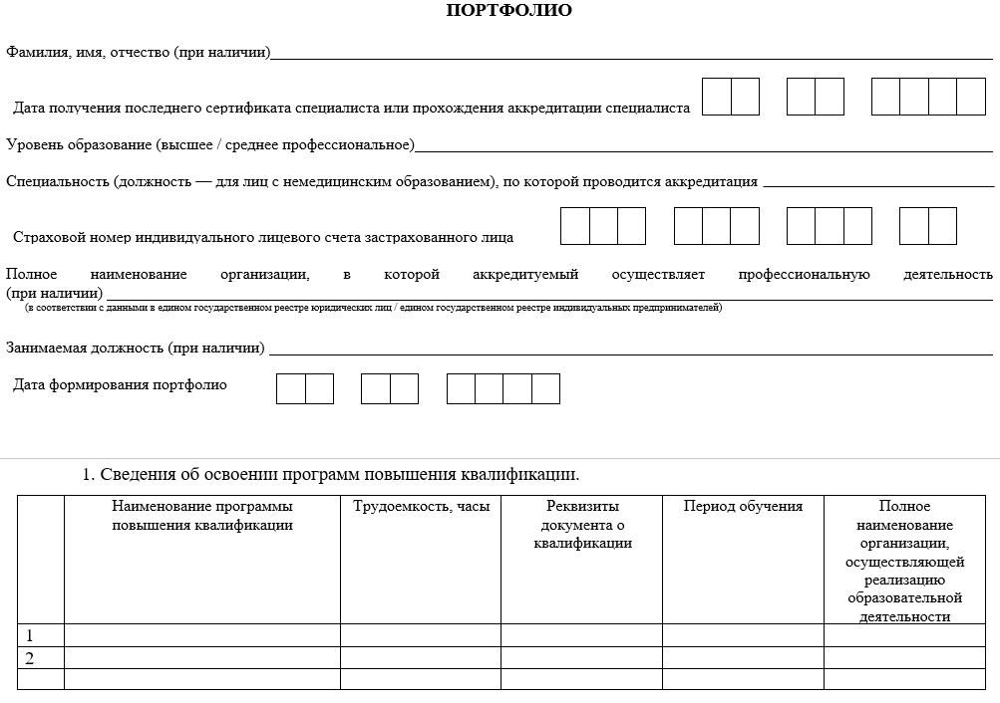 ПОРТФОЛИО
Фамилия, имя, отчество (при наличии)
Дата получения последнего сертификата специалиста или прохождения аккредитации специалиста
Уровень образование (высшее / среднее профессиональное)
Специальность (должность — для лиц с немедицинским образованием), по которой проводится аккредитация
Страховой номер индивидуального лицевого счета застрахованного лица
Полное наименование организации, в которой аккредитуемый осуществляет профессиональную деятельность
(при наличии)
(в соответствии с данными в едином государственном реестре юридических лиц / едином государственном реестре индивидуальных предпринимателей)
Занимаемая должность (при наличии)
Дата формирования портфолио
1. Сведения об освоении программ повышения квалификации.
Наименование программы
повышения квалификации
Трудоемкость, часы
Реквизиты
документа о
квалификации
Период обучения
Полное
наименование
организации,
осуществляющей
реализацию
образовательной
деятельности
1
2